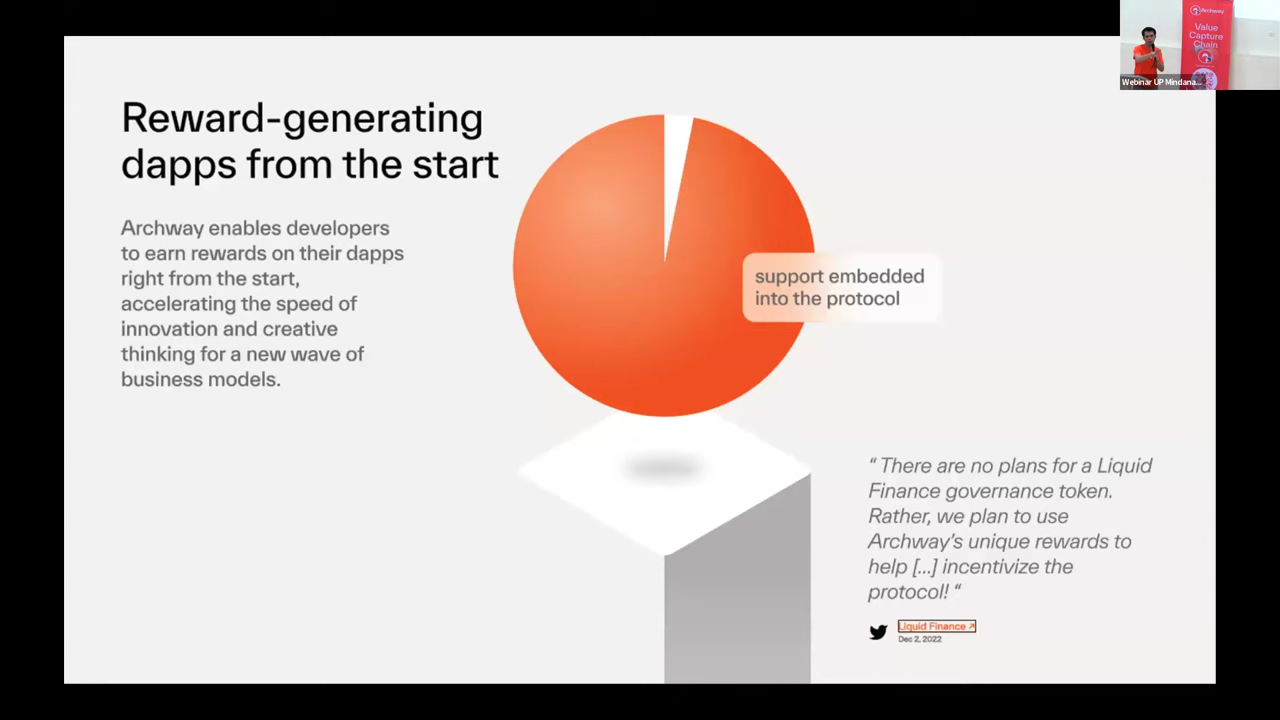 Reward-generating
dapps from the start
Archway enables developers
to earn rewards on their dapps
right from the start,
accelerating the speed of
innovation and creative
thinking for a new wave of
business models.
support embedded
into the protocol
“ There are no plans for a Liquid
Finance governance token.
Rather, we plan to use
Archway’s unique rewards to
help [...] incentivize the
protocol! “
Liquid Finance ↗
Dec 2, 2022
Archway
Value
Capture
Chain
Webinar UP Mindana...